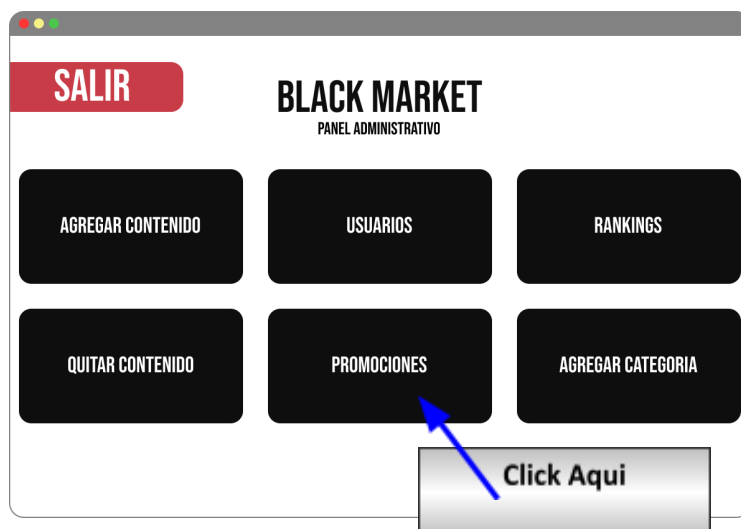 SALIR
BLACK MARKET
PANEL ADMINISTRATIVO
AGREGAR CONTENIDO
USUARIOS
RANKINGS
QUITAR CONTENIDO
PROMOCIONES
AGREGAR CATEGORIA
Click Aqui